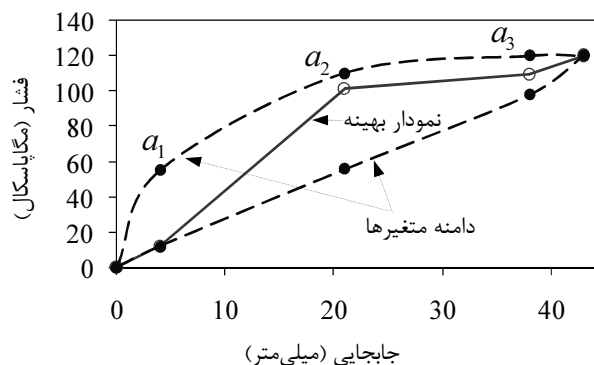 فشار (مگاپاسکال)
140
120
100
80
60
40
20
0
a₁
a₂
a₃
نمودار بهینه
دامنه متغیرها
0 10 20 30 40
جابجایی (میلی‌متر)